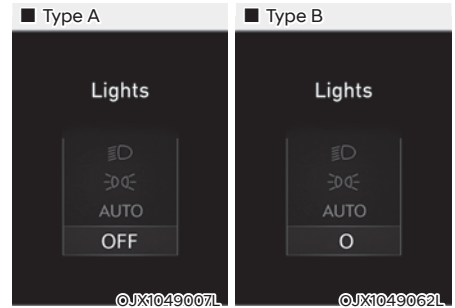 ■ Type A
Lights
AUTO
OFF
OJX1049007L
■ Type B
Lights
AUTO
O
OJX1049062L